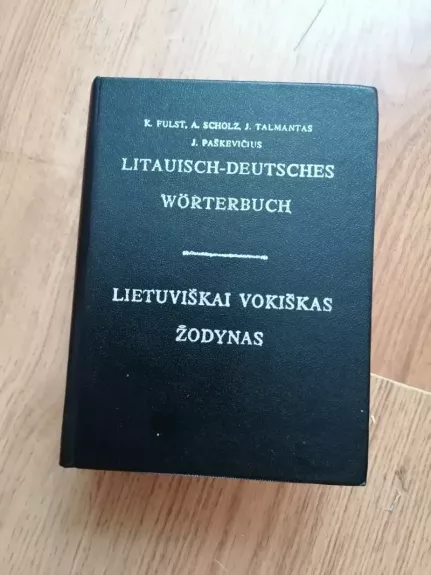 K. FULST, A. SCHOLZ, J. TALMANTAS
J. PAŠKEVIČIUS
LITAUISCH-DEUTSCHES
WÖRTERBUCH
LIETUVIŠKAI VOKIŠKAS
ŽODYNAS